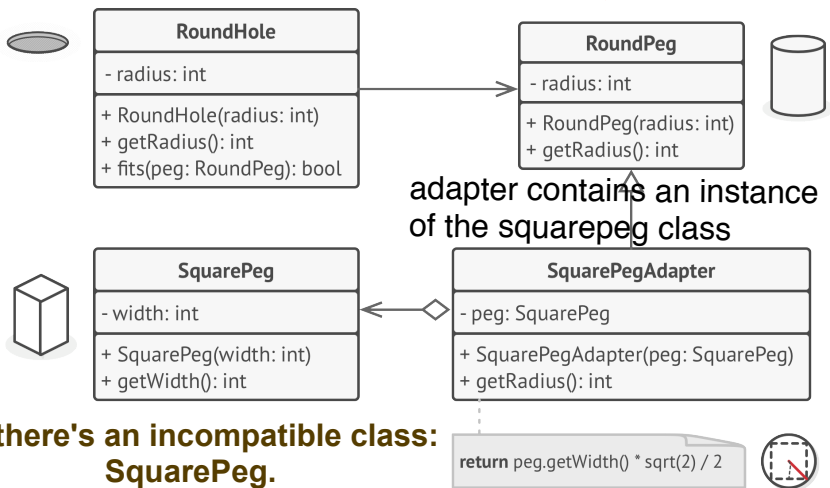 RoundHole
- radius: int
+ RoundHole(radius: int)
+ getRadius(): int
+ fits(peg: RoundPeg): bool
RoundPeg
- radius: int
+ RoundPeg(radius: int)
+ getRadius(): int
adapter contains an instance
of the squarepeg class
SquarePeg
- width: int
+ SquarePeg(width: int)
+ getWidth(): int
SquarePegAdapter
- peg: SquarePeg
+ SquarePegAdapter(peg: SquarePeg)
+ getRadius(): int
there's an incompatible class:
SquarePeg.
return peg.getWidth() * sqrt(2) / 2